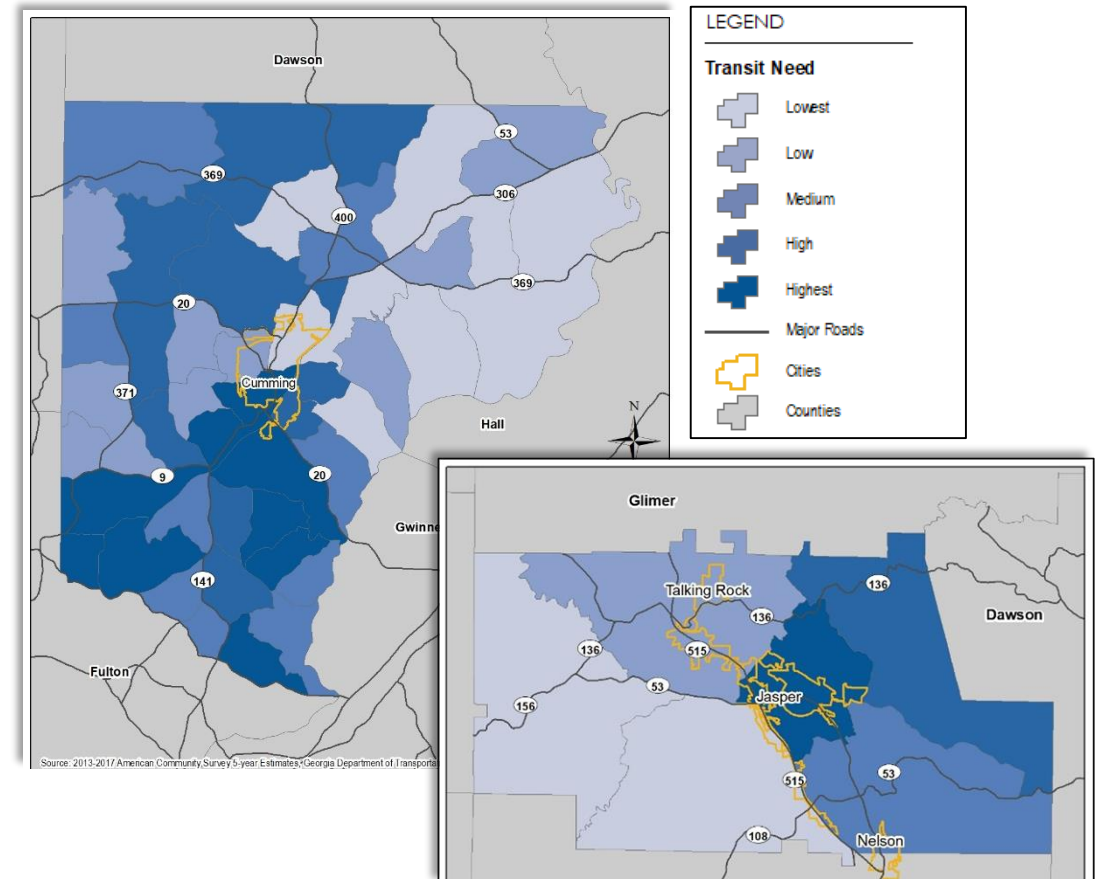 LEGEND
Transit Need
Lowest
Low
Medium
High
Highest
Major Roads
Cities
Counties
Dawson
53
369
306
400
369
20
Cumming
371
Hall
N
9
20
Gwinne
141
Fulton
Source: 2013-2017 American Community Survey 5-year Estimates, Georgia Department of Transporta
Glimer
136
Talking Rock
Dawson
136
136
515
53
Jasper
156
53
515
108
Nelson